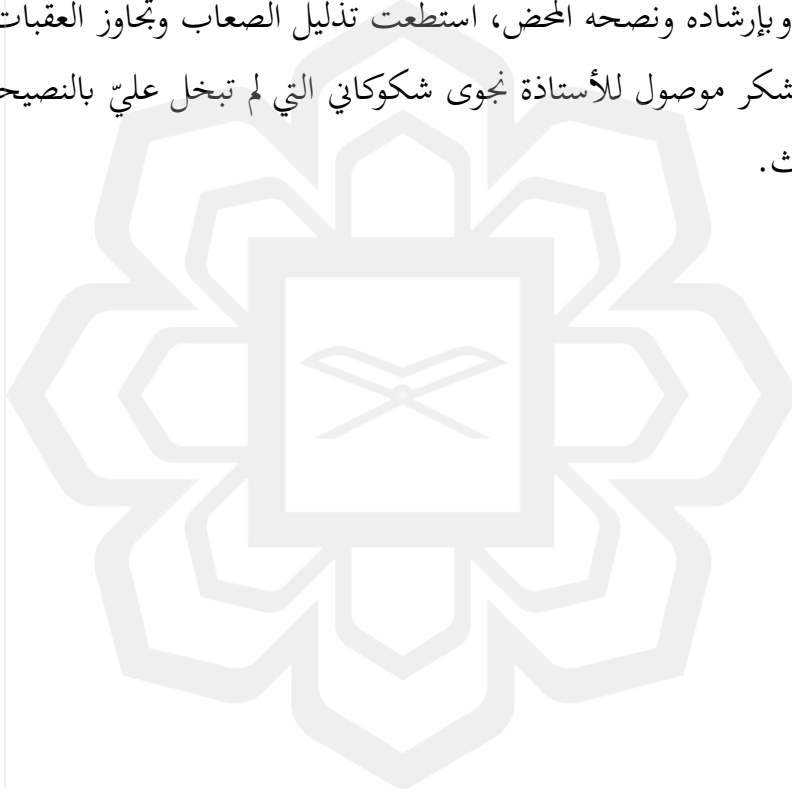 وبإرشاده ونصحه المحض، استطعت تذليل الصعاب وتجاوز العقبات
شكر موصول للأستاذة نجوى شكوكاني التي لم تبخل عليّ بالنصيح
ث.